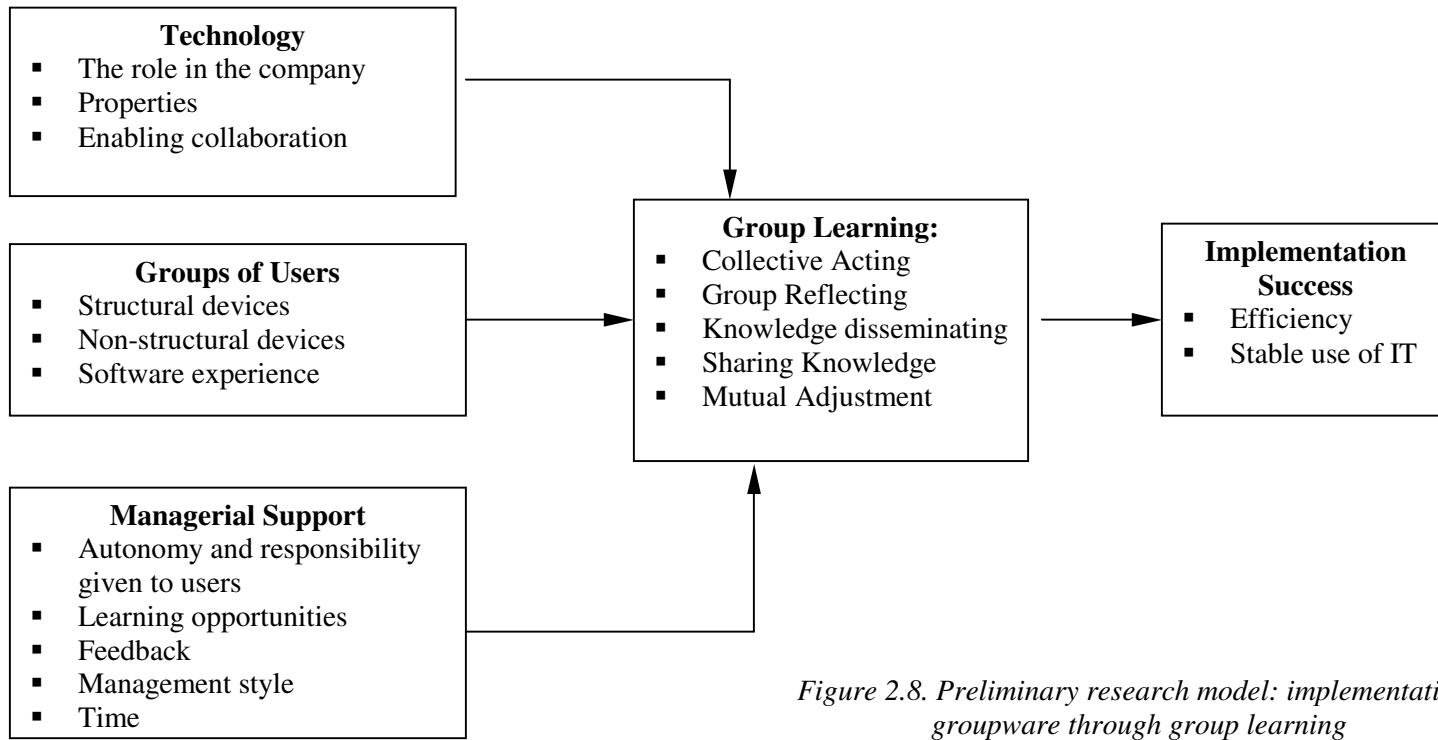 Technology
▪ The role in the company
▪ Properties
▪ Enabling collaboration
Groups of Users
▪ Structural devices
▪ Non-structural devices
▪ Software experience
Managerial Support
▪ Autonomy and responsibility
given to users
▪ Learning opportunities
▪ Feedback
▪ Management style
▪ Time
Group Learning:
▪ Collective Acting
▪ Group Reflecting
▪ Knowledge disseminating
▪ Sharing Knowledge
▪ Mutual Adjustment
Implementation
Success
▪ Efficiency
▪ Stable use of IT
Figure 2.8. Preliminary research model: implementati
groupware through group learning